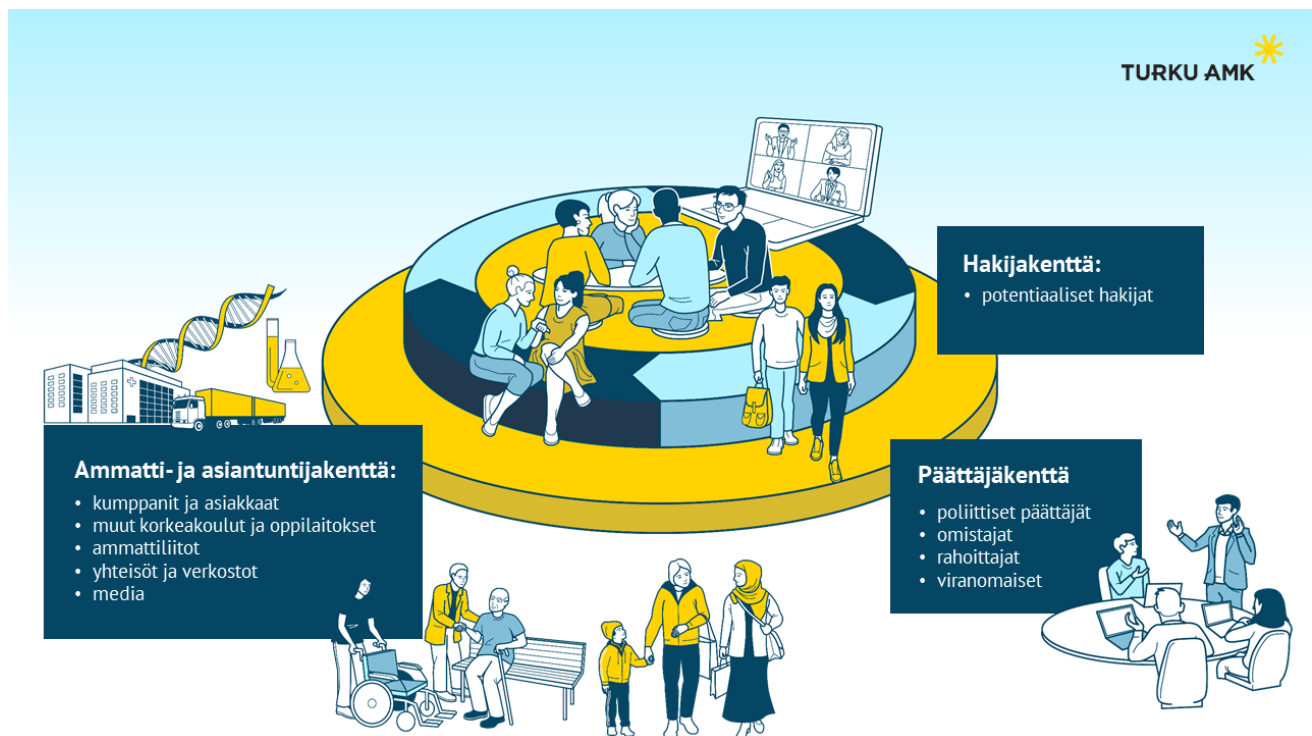 TURKU AMK
Hakijakenttä:
• potentiaaliset hakijat
Ammatti- ja asiantuntijakenttä:
• kumppanit ja asiakkaat
• muut korkeakoulut ja oppilaitokset
• ammattiliitot
• yhteisöt ja verkostot
• media
Päättäjäkenttä
• poliittiset päättäjät
• omistajat
• rahoittajat
• viranomaiset